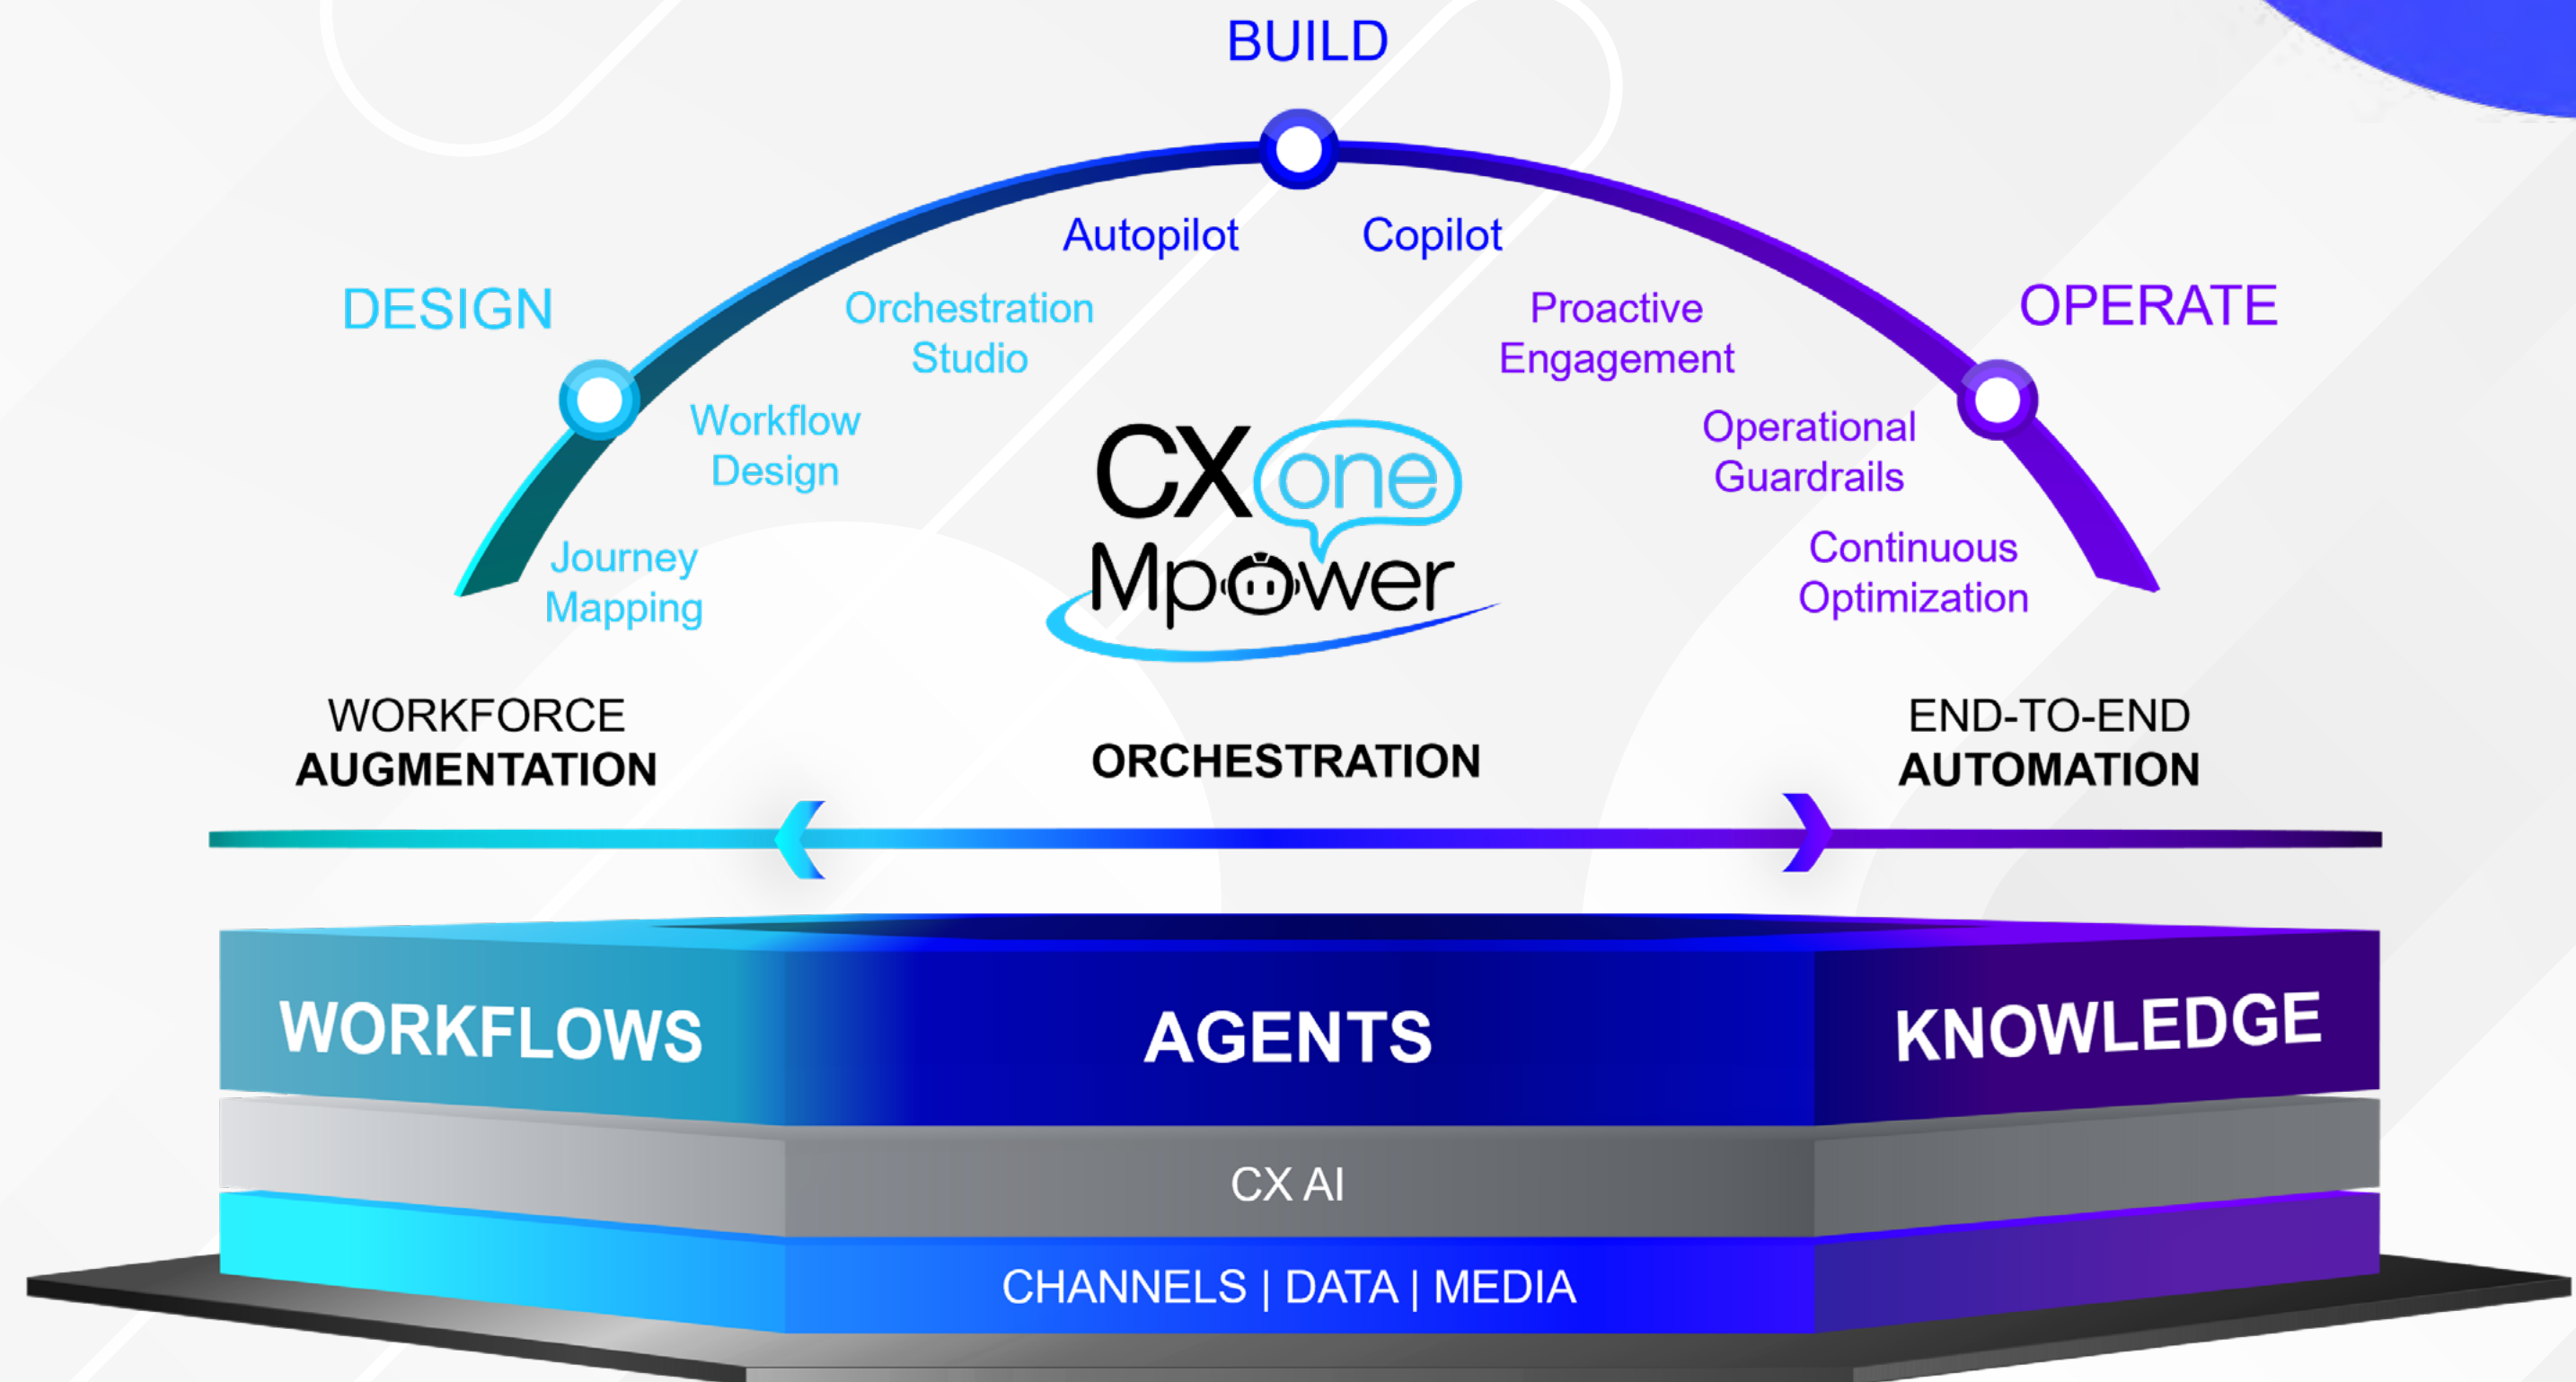 BUILD
Autopilot
Copilot
DESIGN
Orchestration
Studio
Workflow
Design
Journey
Mapping
Proactive
Engagement
OPERATE
Operational
Guardrails
Continuous
Optimization
CXone
Mpower
WORKFORCE
AUGMENTATION
ORCHESTRATION
END-TO-END
AUTOMATION
WORKFLOWS
AGENTS
KNOWLEDGE
CX AI
CHANNELS | DATA | MEDIA